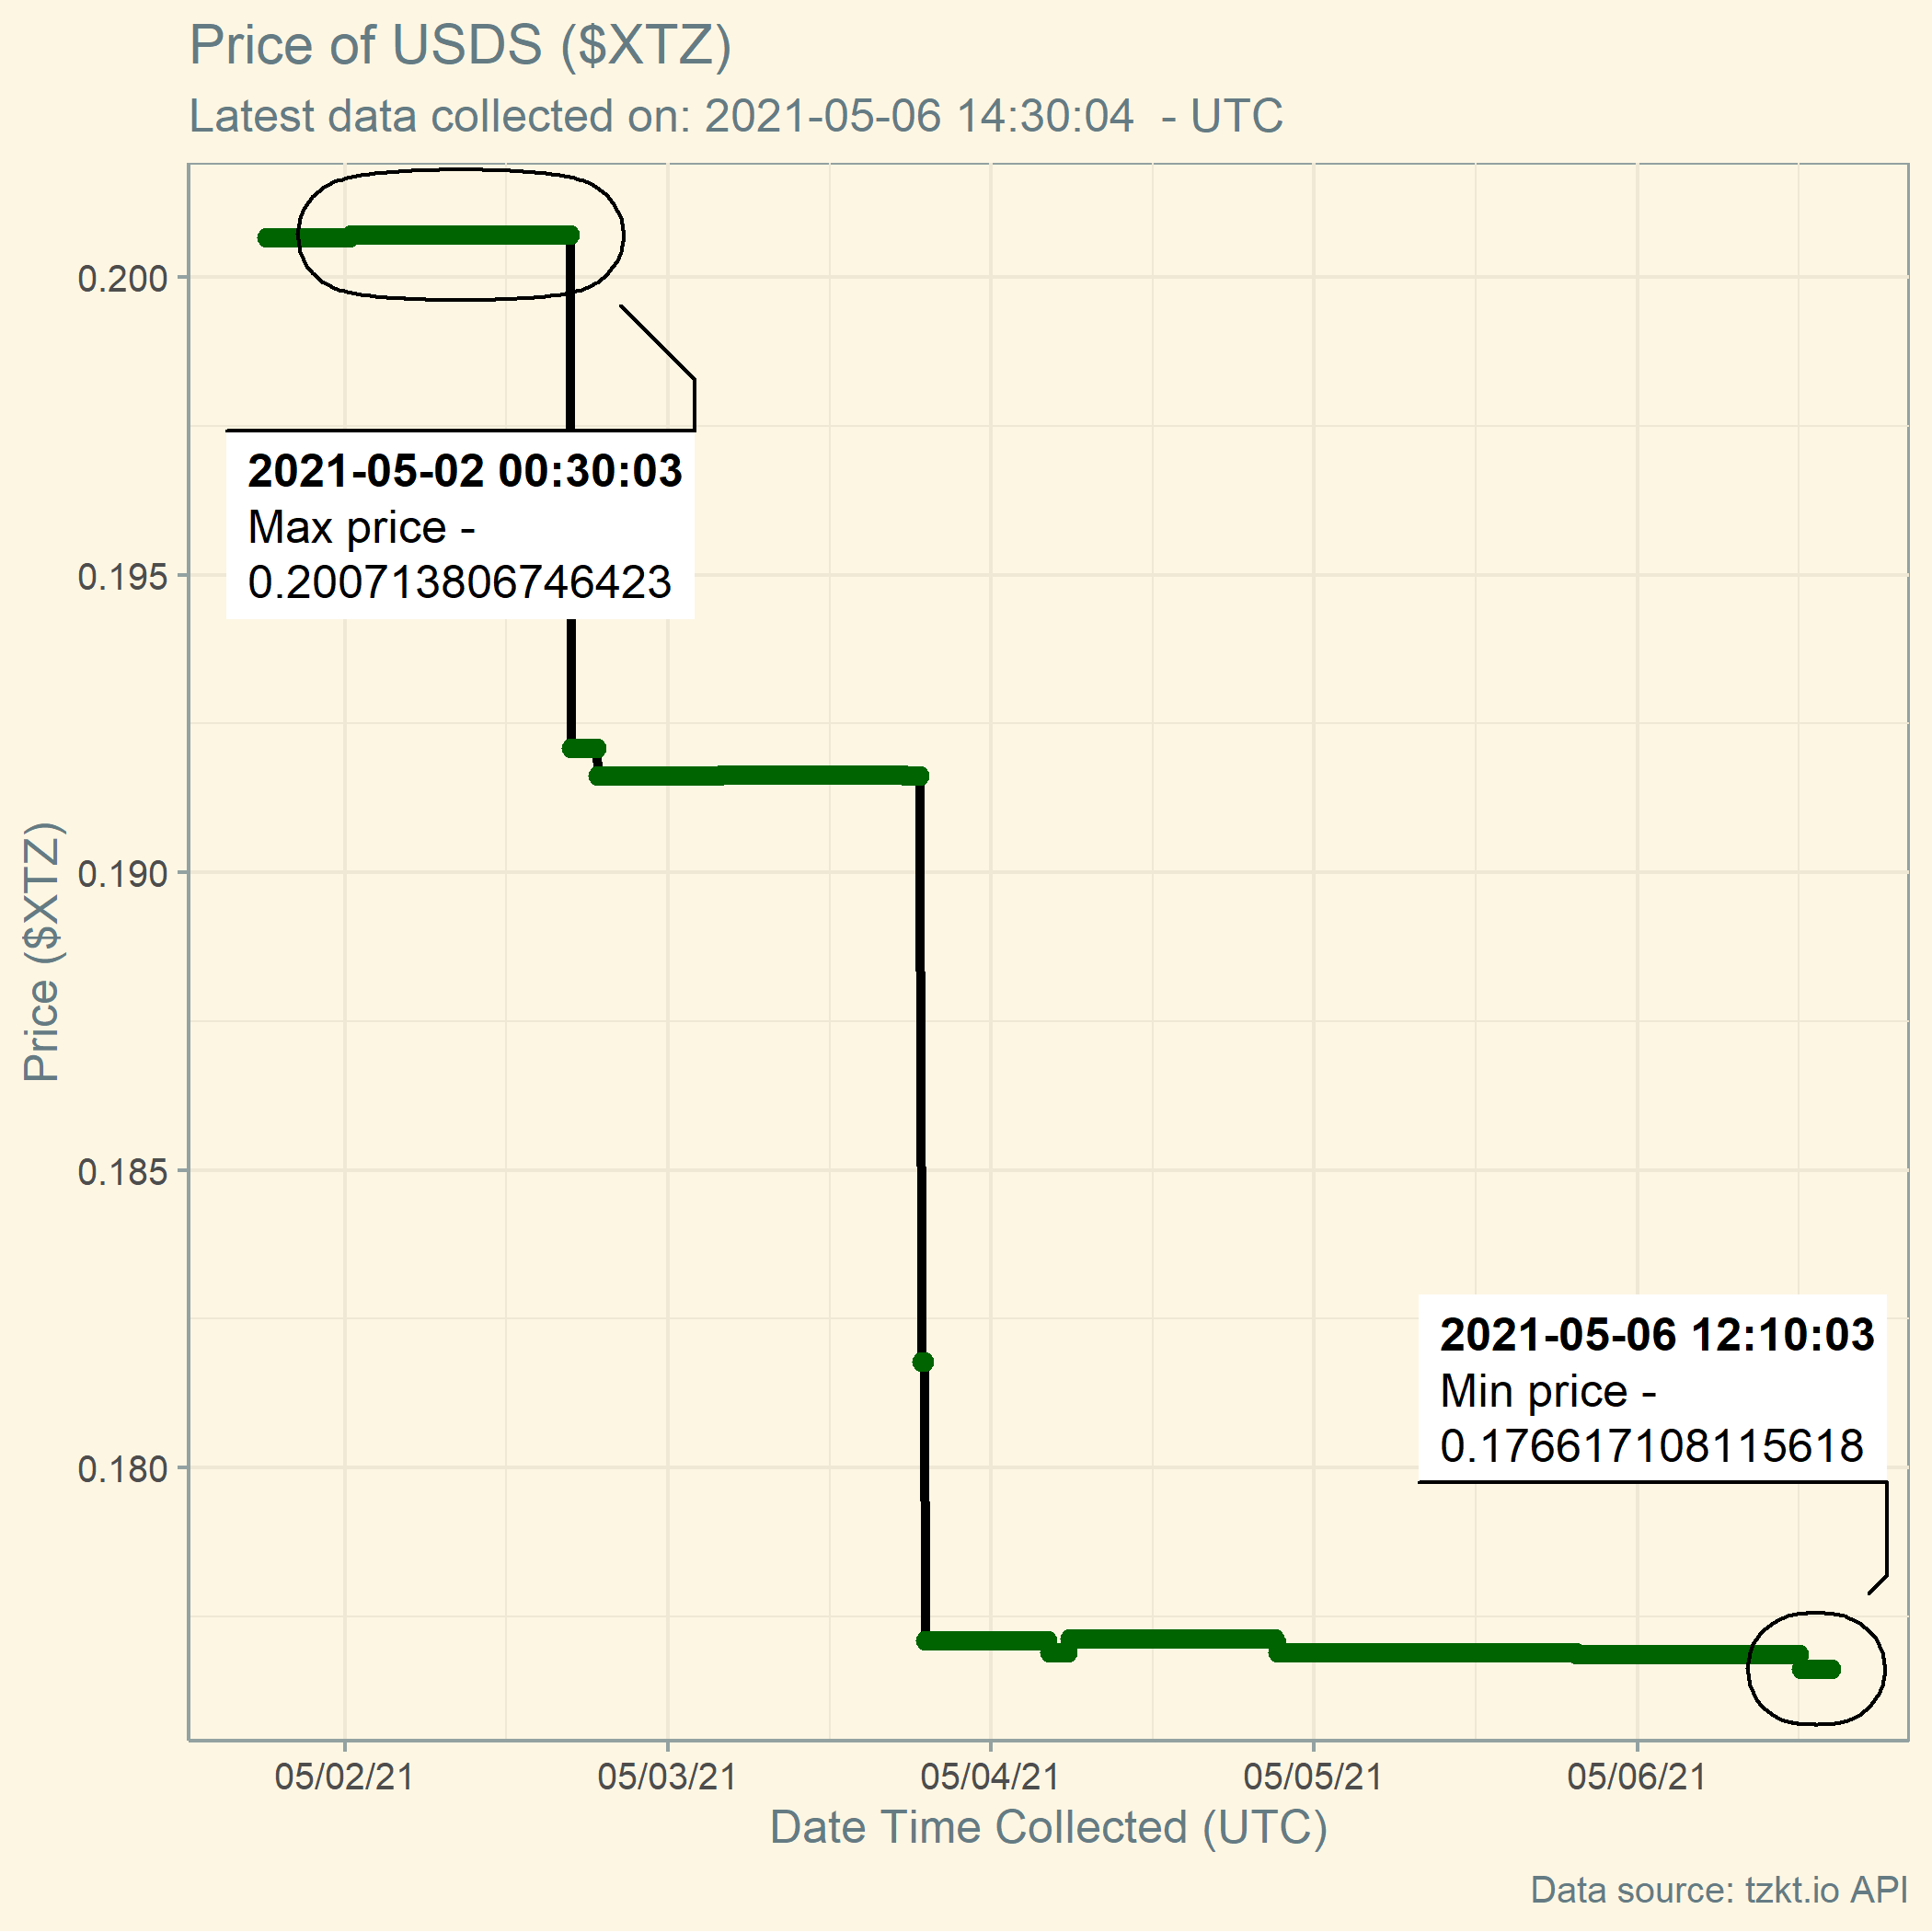 Price of USDS ($XTZ)
Latest data collected on: 2021-05-06 14:30:04  - UTC
0.200
0.195
0.190
0.185
0.180
Price ($XTZ)
2021-05-02 00:30:03
Max price -
0.200713806746423
2021-05-06 12:10:03
Min price -
0.176617108115618
05/02/21
05/03/21
05/04/21
05/05/21
05/06/21
Date Time Collected (UTC)
Data source: tzkt.io API